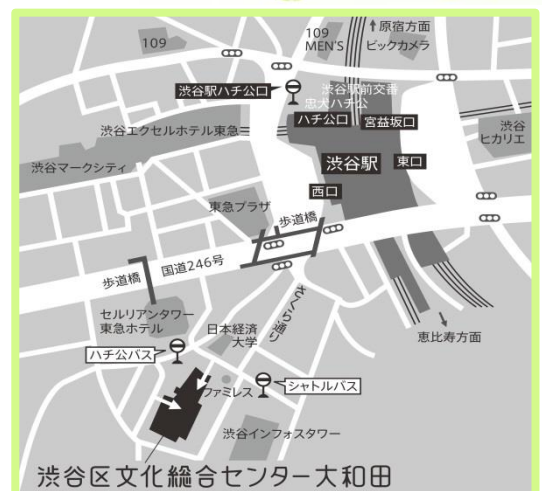 ↑原宿方面
109
109
MEN'S
ビックカメラ
渋谷駅ハチ公口
渋谷駅前交番
忠犬ハチ公
ハチ公口
宮益坂口
渋谷エクセルホテル東急
渋谷
ヒカリエ
渋谷マークシティ
渋谷駅
東口
西口
東急プラザ
歩道橋
国道246号
歩道橋
さくら通り
セルリアンタワー
東急ホテル
日本経済
大学
恵比寿方面
ハチ公バス
ファミレス
シャトルバス
渋谷インフォスタワー
渋谷区文化総合センター大和田